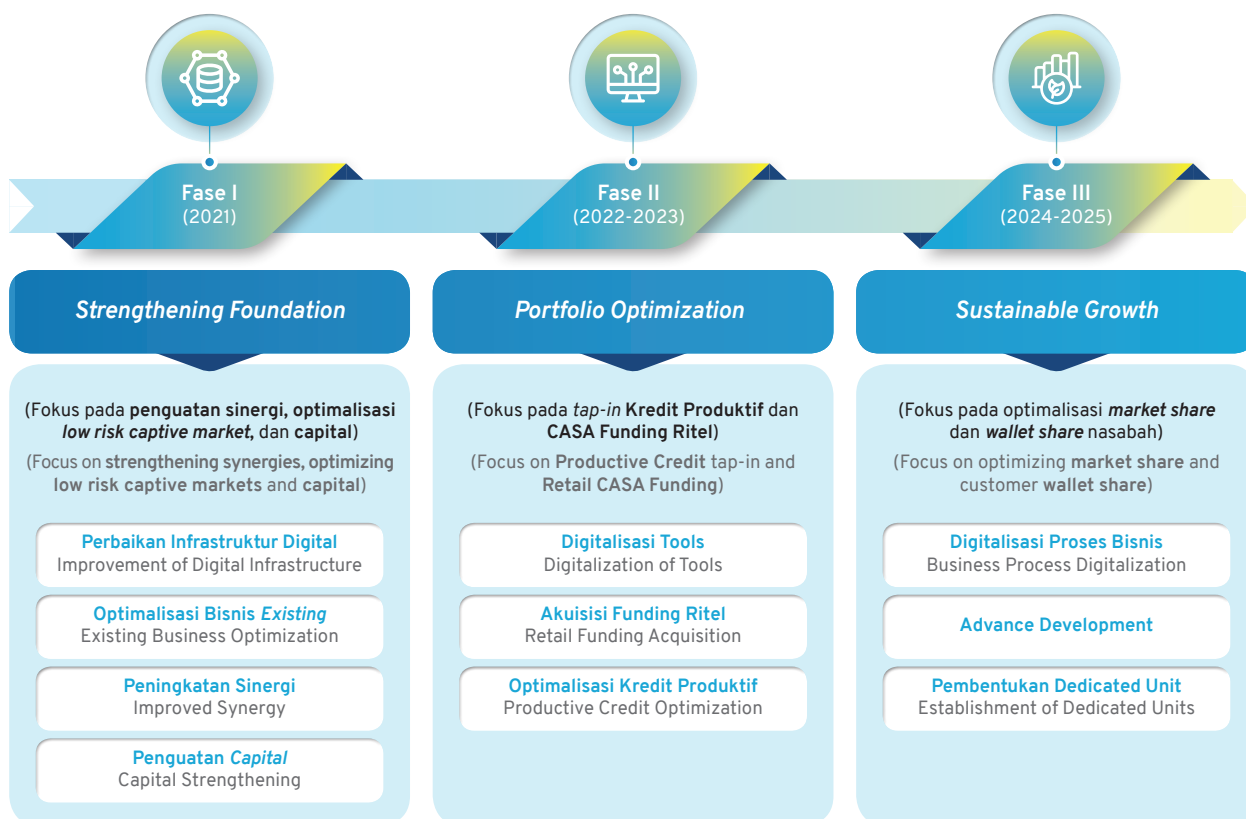 Fase I
(2021)
Fase II
(2022-2023)
Fase III
(2024-2025)
Strengthening Foundation
(Fokus pada penguatan sinergi, optimalisasi
low risk captive market, dan capital)
(Focus on strengthening synergies, optimizing
low risk captive markets and capital)
Perbaikan Infrastruktur Digital
Improvement of Digital Infrastructure
Optimalisasi Bisnis Existing
Existing Business Optimization
Peningkatan Sinergi
Improved Synergy
Penguatan Capital
Capital Strengthening
Portfolio Optimization
(Fokus pada tap-in Kredit Produktif dan
CASA Funding Ritel)
(Focus on Productive Credit tap-in and
Retail CASA Funding)
Digitalisasi Tools
Digitalization of Tools
Akuisisi Funding Ritel
Retail Funding Acquisition
Optimalisasi Kredit Produktif
Productive Credit Optimization
Sustainable Growth
(Fokus pada optimalisasi market share
dan wallet share nasabah)
(Focus on optimizing market share and
customer wallet share)
Digitalisasi Proses Bisnis
Business Process Digitalization
Advance Development
Pembentukan Dedicated Unit
Establishment of Dedicated Units